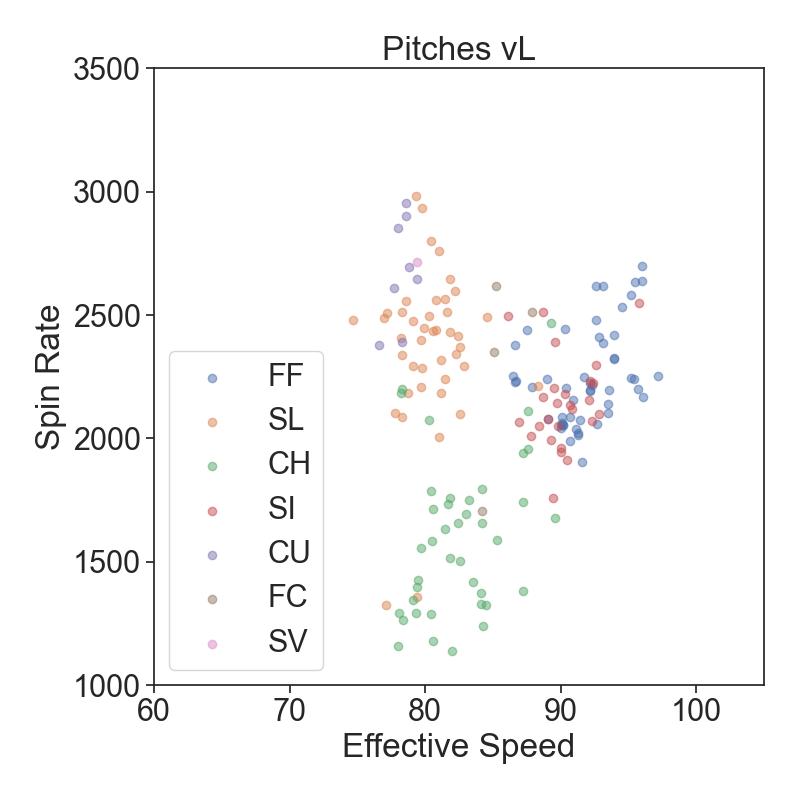 Pitches vL
3500
3000
2500
2000
1500
1000
Spin Rate
FF
SL
CH
SI
CU
FC
SV
60 70 80 90 100
Effective Speed